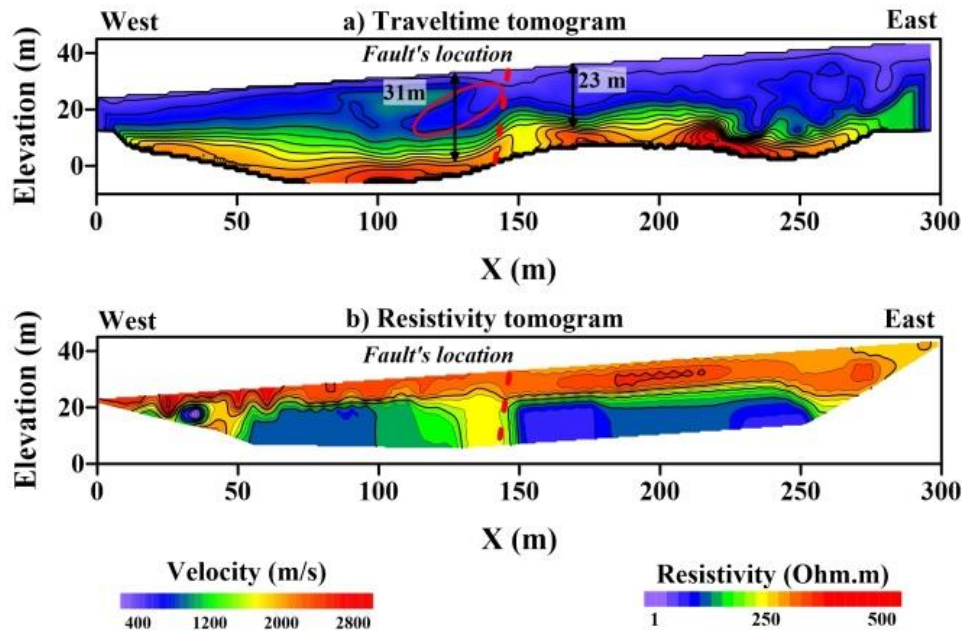 West a) Traveltime tomogram East
Fault's location
40
20
0
Elevation (m)
31m
23 m
0 50 100 150 200 250 300
X (m)
West b) Resistivity tomogram East
Fault's location
40
20
0
Elevation (m)
0 50 100 150 200 250 300
X (m)
Velocity (m/s) Resistivity (Ohm.m)
400 1200 2000 2800 1 250 500